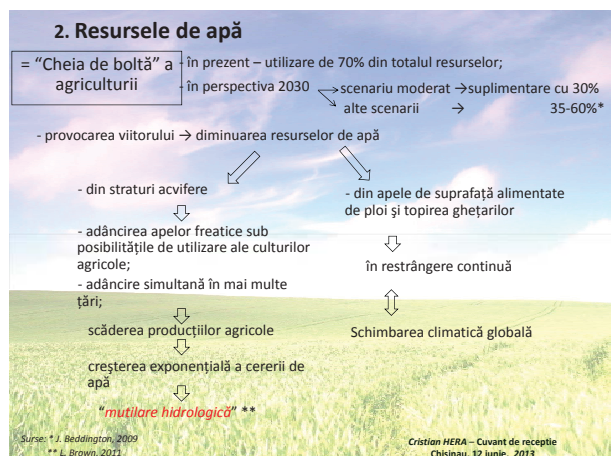 2. Resursele de apă
= “Cheia de boltă” a
agriculturii
- în prezent – utilizare de 70% din totalul resurselor;
- în perspectiva 2030
scenariu moderat → suplimentare cu 30%
alte scenarii → 35-60%*
- provocarea viitorului → diminuarea resurselor de apă
- din straturi acvifere
- adâncirea apelor freatice sub
posibilitățile de utilizare ale culturilor
agricole;
- adâncire simultană în mai multe
țări;
scăderea producțiilor agricole
creșterea exponențială a cererii de
apă
“mutilare hidrologică” **
- din apele de suprafață alimentate
de ploi şi topirea ghețarilor
în restrângere continuă
Schimbarea climatică globală
Surse: * J. Beddington, 2009
** L. Brown, 2011
Cristian HERA – Cuvant de receptie
Chisinau, 12 iunie, 2013